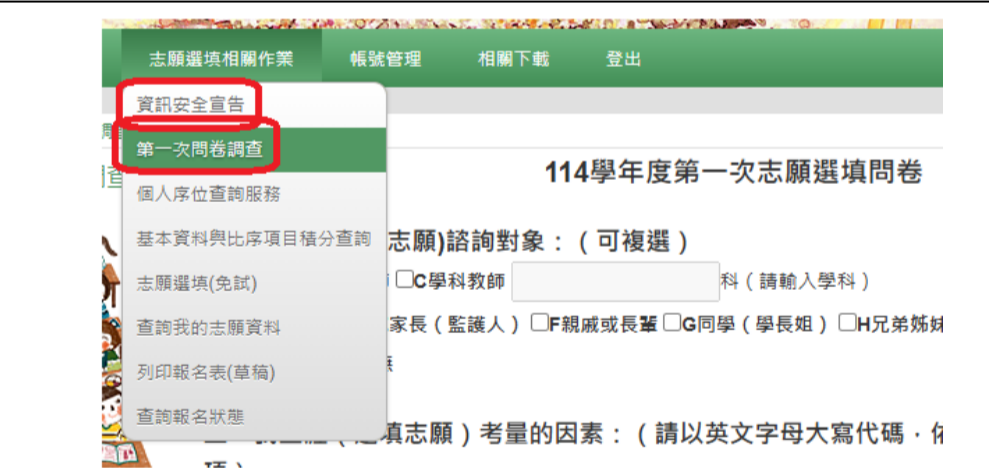 志願選填相關作業 帳號管理 相關下載 登出
資訊安全宣告
第一次問卷調查
114學年度第一次志願選填問卷
個人序位查詢服務
基本資料與比序項目積分查詢
志願)諮詢對象：（可複選）
志願選填(免試)
□C學科教師 科（請輸入學科）
查詢我的志願資料
家長（監護人）□F親戚或長輩 □G同學（學長姐）□H兄弟姊妹
列印報名表(草稿)
查詢報名狀態
填志願）考量的因素：（請以英文字母大寫代碼，依